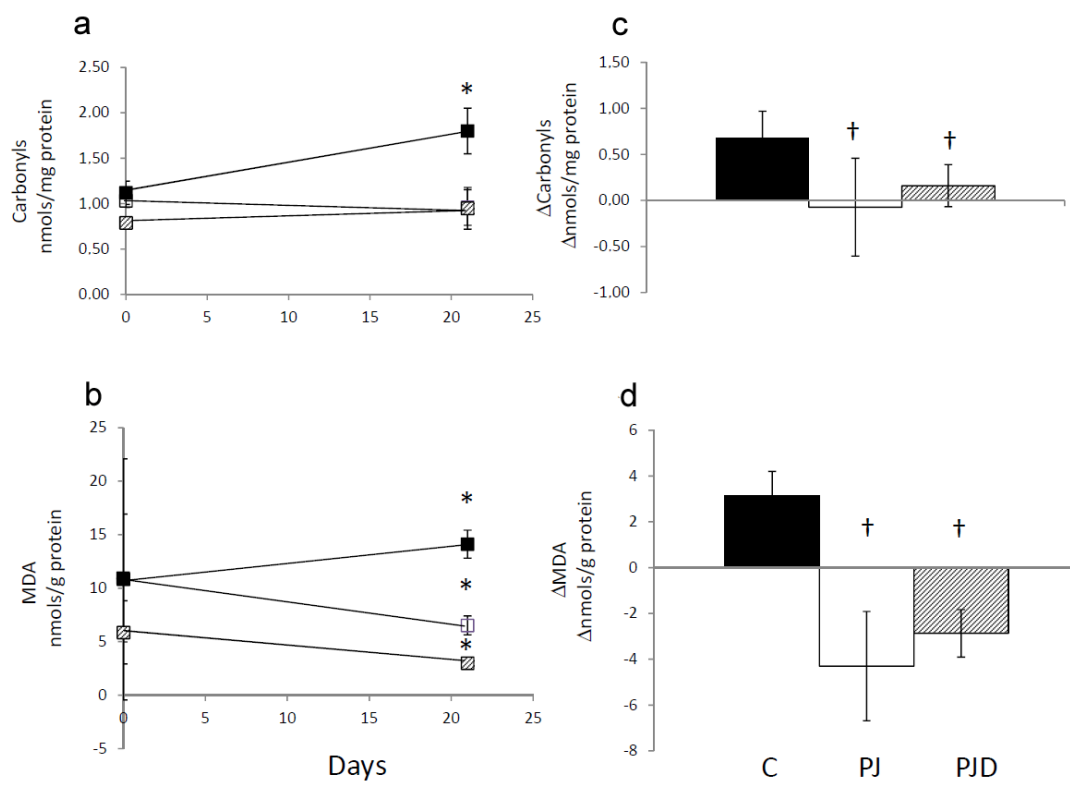 a
Carbonyls
nmols/mg protein
2.50
2.00
1.50
1.00
0.50
0.00
*
0 5 10 15 20 25
c
ΔCarbonyls
Δnmols/mg protein
1.50
1.00
0.50
0.00
-0.50
-1.00
† †
b
MDA
nmols/g protein
25
20
15
10
5
0
-5
*
*
*
0 5 10 15 20 25
Days
d
ΔMDA
Δnmols/g protein
6
4
2
0
-2
-4
-6
-8
† †
C PJ PJD